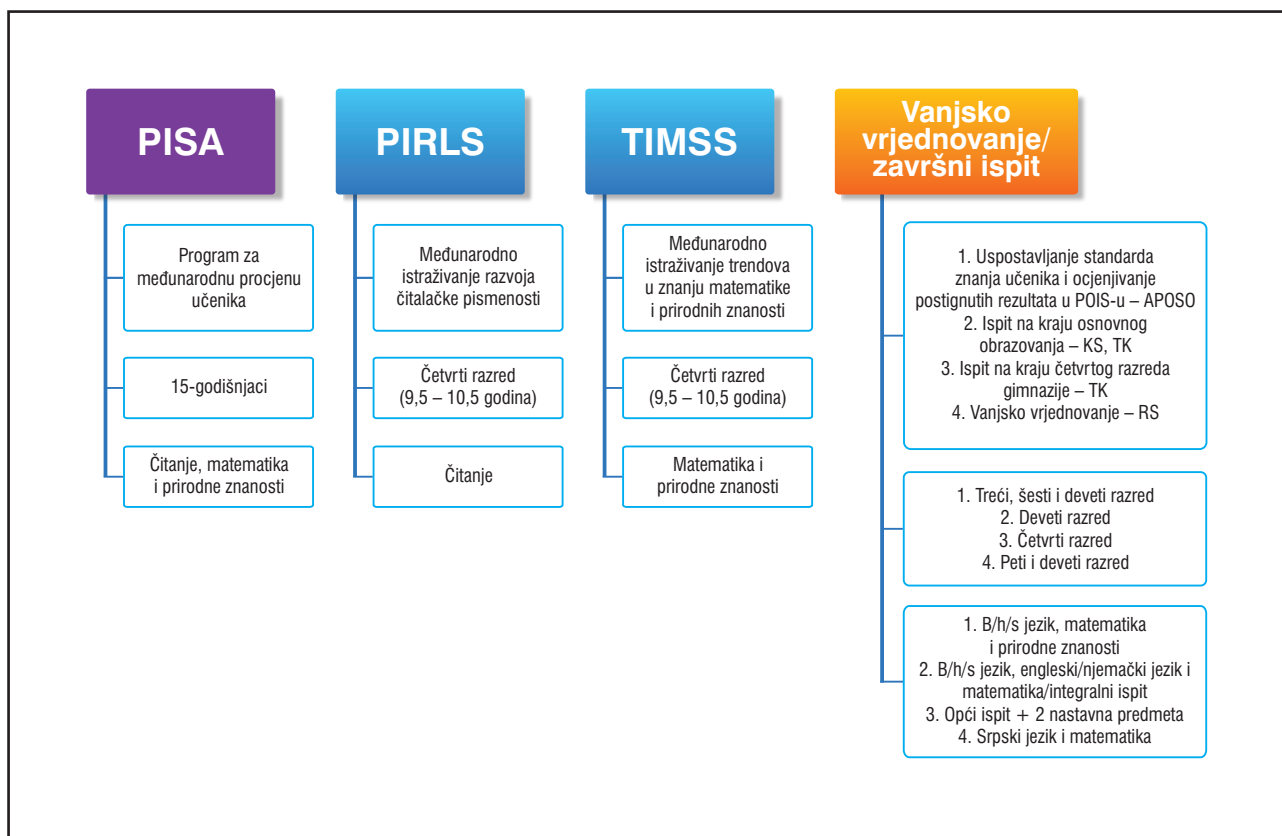 PISA
Program za
međunarodnu procjenu
učenika
15-godišnjaci
Čitanje, matematika
i prirodne znanosti
PIRLS
Međunarodno
istraživanje razvoja
čitalačke pismenosti
Četvrti razred
(9,5 – 10,5 godina)
Čitanje
TIMSS
Međunarodno
istraživanje trendova
u znanju matematike
i prirodnih znanosti
Četvrti razred
(9,5 – 10,5 godina)
Matematika i
prirodne znanosti
Vanjsko
vrjednovanje/
završni ispit
1. Uspostavljanje standarda
znanja učenika i ocjenjivanje
postignutih rezultata u POIS-u – APOSO
2. Ispit na kraju osnovnog
obrazovanja – KS, TK
3. Ispit na kraju četvrtog razreda
gimnazije – TK
4. Vanjsko vrjednovanje – RS
1. Treći, šesti i deveti razred
2. Deveti razred
3. Četvrti razred
4. Peti i deveti razred
1. B/h/s jezik, matematika
i prirodne znanosti
2. B/h/s jezik, engleski/njemački jezik i
matematika/integralni ispit
3. Opći ispit + 2 nastavna predmeta
4. Srpski jezik i matematika